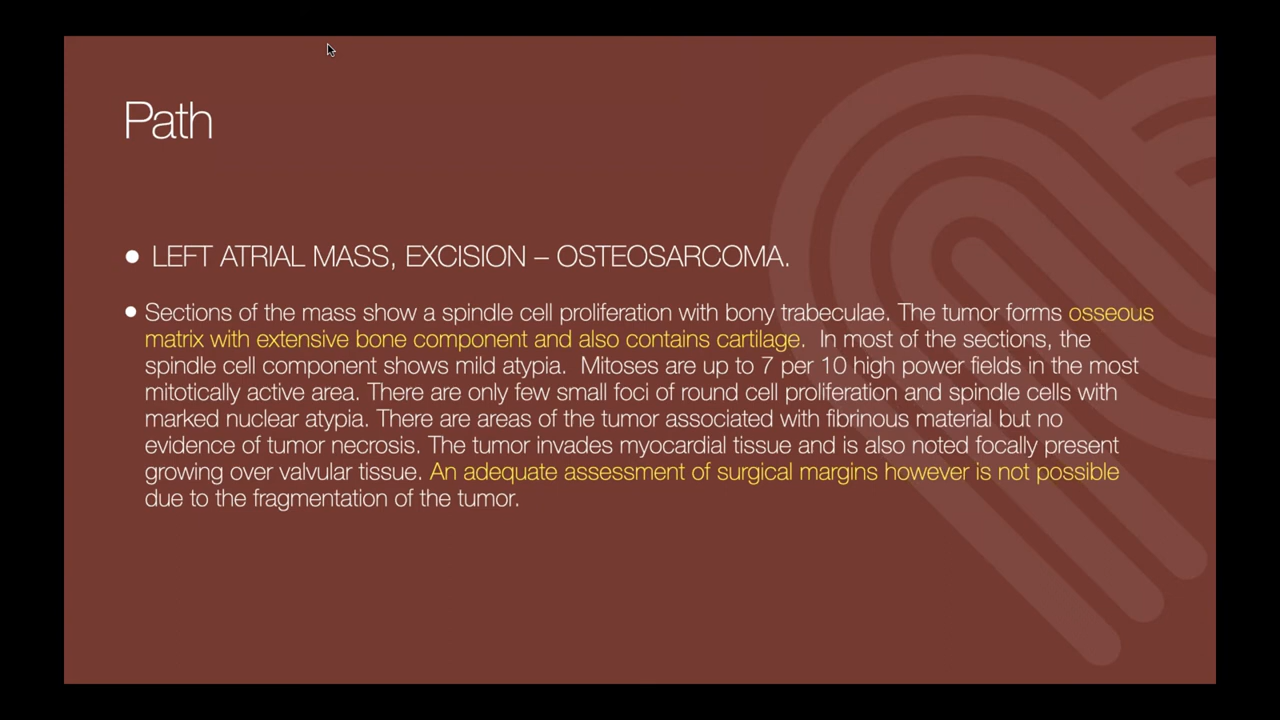 Path
• LEFT ATRIAL MASS, EXCISION – OSTEOSARCOMA.
• Sections of the mass show a spindle cell proliferation with bony trabeculae. The tumor forms osseous
matrix with extensive bone component and also contains cartilage.  In most of the sections, the
spindle cell component shows mild atypia.  Mitoses are up to 7 per 10 high power fields in the most
mitotically active area. There are only few small foci of round cell proliferation and spindle cells with
marked nuclear atypia. There are areas of the tumor associated with fibrinous material but no
evidence of tumor necrosis. The tumor invades myocardial tissue and is also noted focally present
growing over valvular tissue. An adequate assessment of surgical margins however is not possible
due to the fragmentation of the tumor.